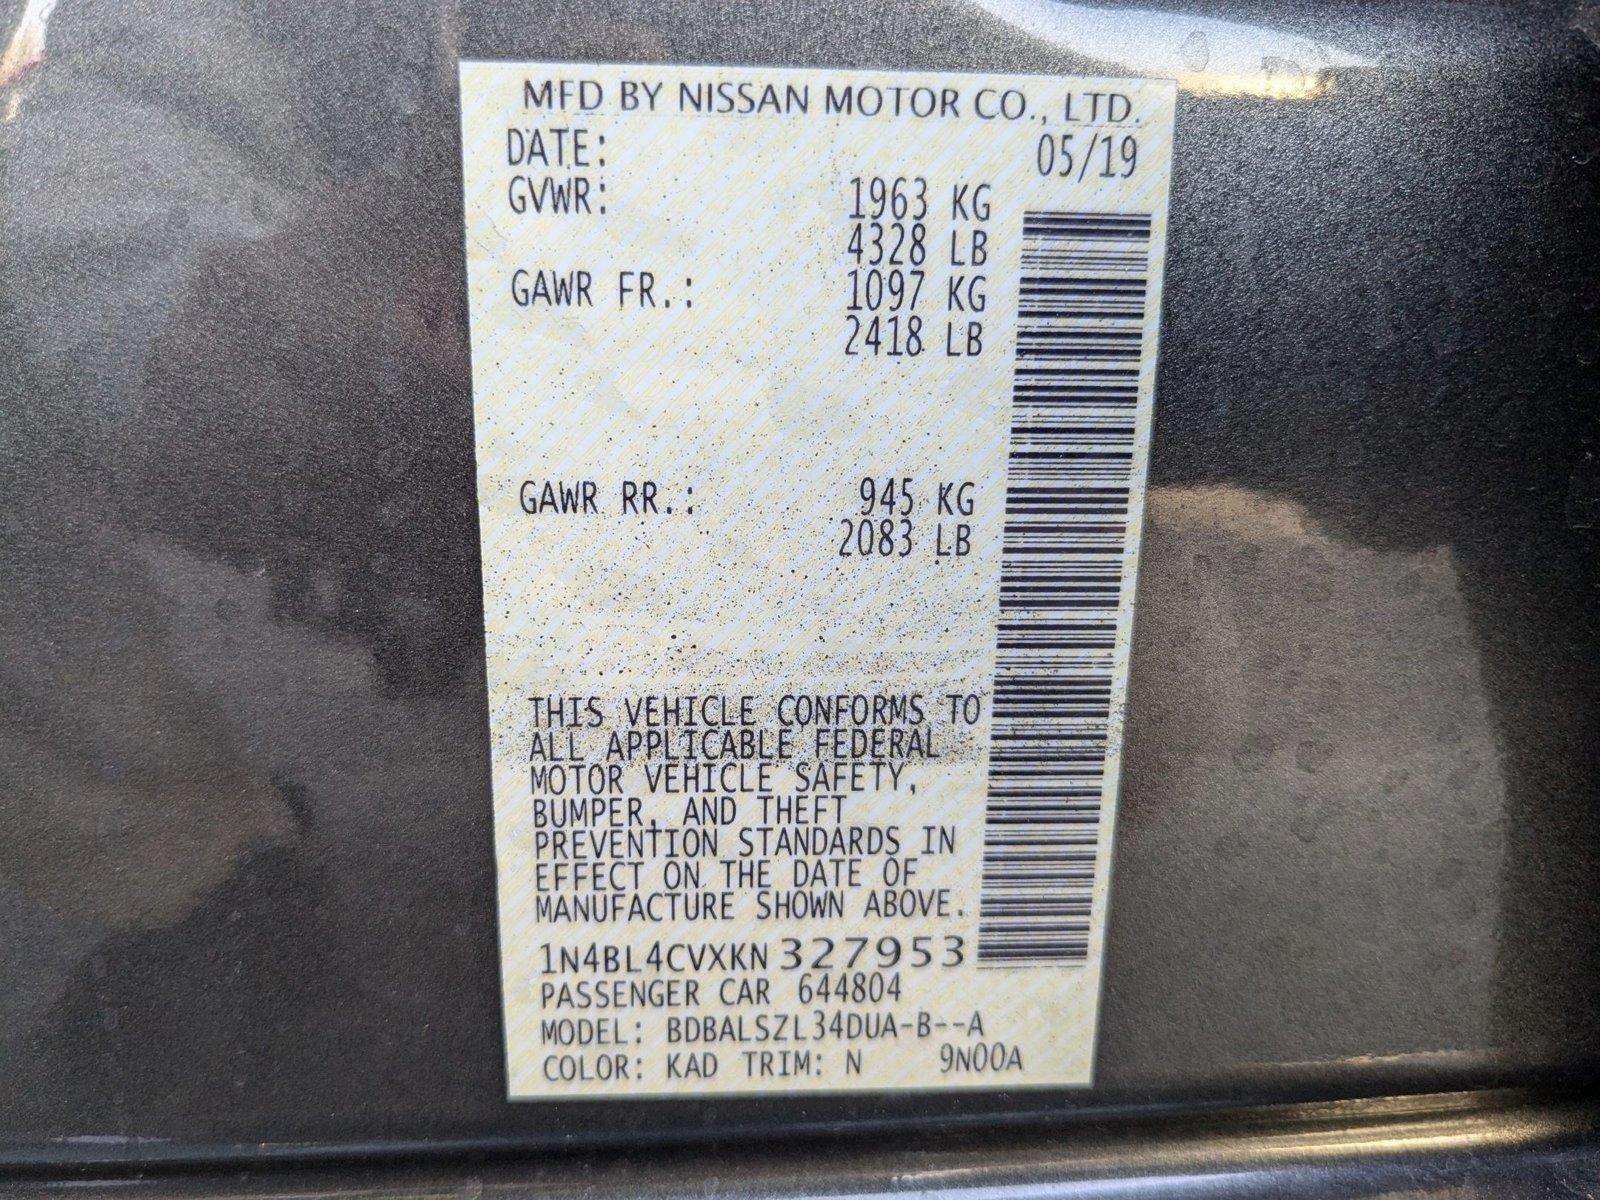 MFD BY NISSAN MOTOR CO., LTD.
DATE: 05/19
GVWR: 1963 KG
4328 LB
GAWR FR.: 1097 KG
2418 LB
GAWR RR.: 945 KG
2083 LB
THIS VEHICLE CONFORMS TO
ALL APPLICABLE FEDERAL
MOTOR VEHICLE SAFETY,
BUMPER, AND THEFT
PREVENTION STANDARDS IN
EFFECT ON THE DATE OF
MANUFACTURE SHOWN ABOVE.
1N4BL4CVXKN327953
PASSENGER CAR 644804
MODEL: BDBALSZL34DUA-B--A
COLOR: KAD TRIM: N 9N00A